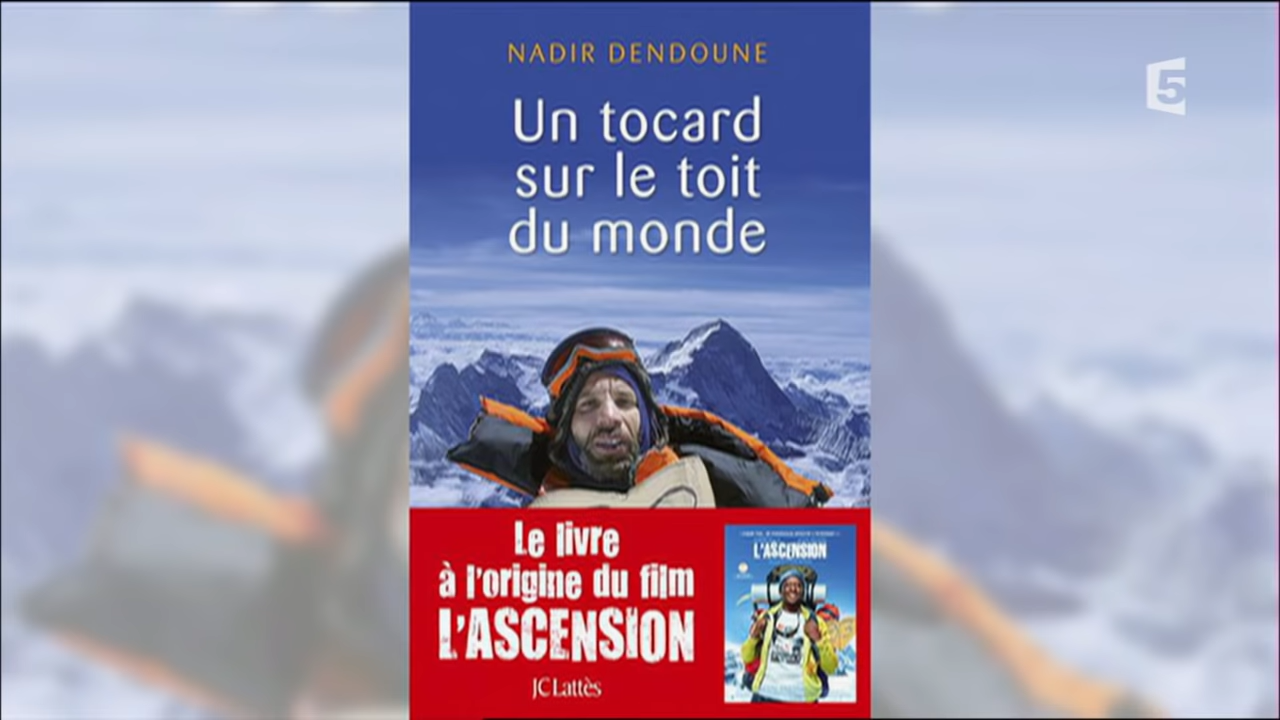 NADIR DENDOUNE
5
Un tocard
sur le toit
du monde
Le livre
à l'origine du film
L'ASCENSION
JC Lattès
L'ASCENSION